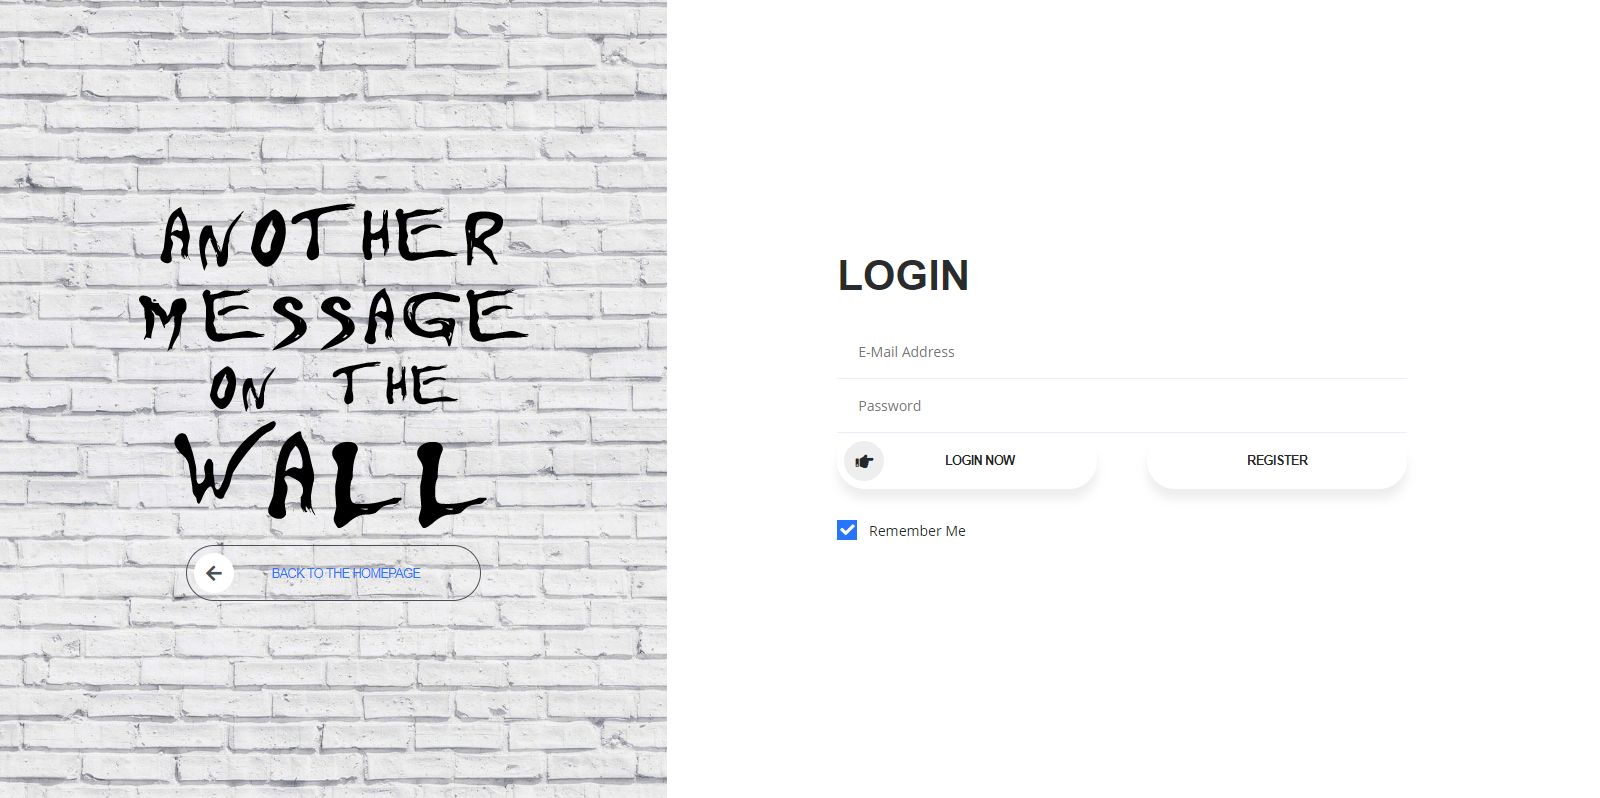 ANOTHER
MESSAGE
ON THE
WALL
BACK TO THE HOMEPAGE
LOGIN
E-Mail Address
Password
LOGIN NOW
REGISTER
Remember Me